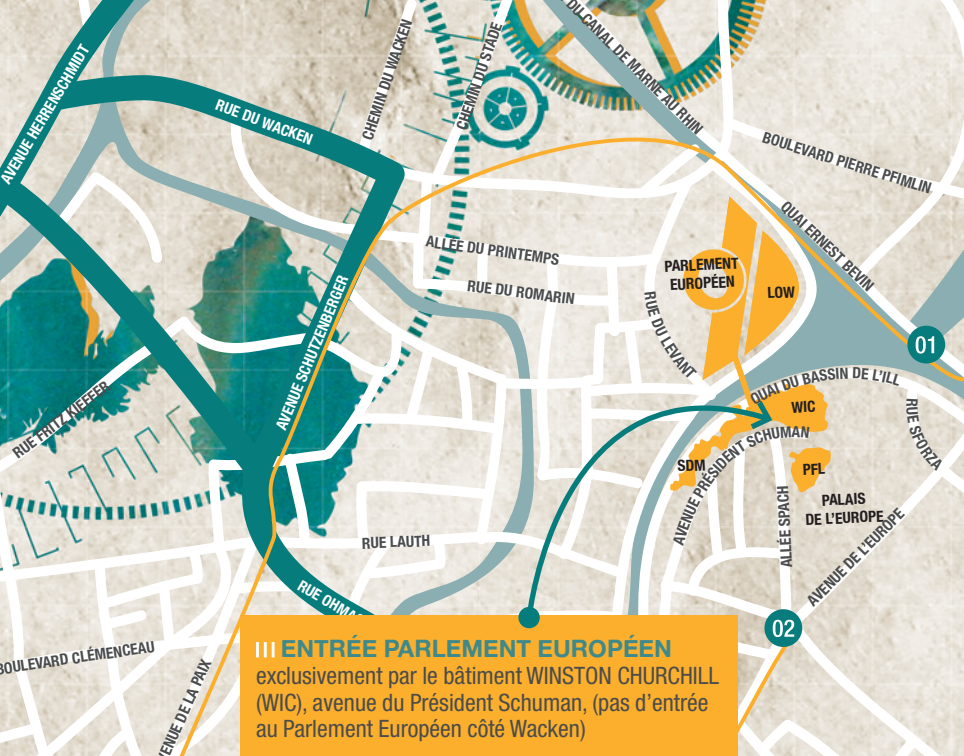 DU CANAL DE MARNE AU RHIN
CHEMIN DU WACKEN
CHEMIN DU STADE
AVENUE HERRENSCHMIDT
RUE DU WACKEN
BOULEVARD PIERRE PFIMLIN
QUAI ERNEST BEVIN
ALLÉE DU PRINTEMPS
PARLEMENT
EUROPÉEN
LOW
RUE DU ROMARIN
RUE DU LEVANT
AVENUE SCHUTZENBERGER
01
QUAI DU BASSIN DE L'ILL
RUE FRITZ KIEFFER
WIC
RUE SFORZA
AVENUE PRÉSIDENT SCHUMAN
SDM
PFL
PALAIS
DE L'EUROPE
ALLÉE SPACH
AVENUE DE L'EUROPE
RUE LAUTH
RUE OHMA
02
BOULEVARD CLÉMENCEAU
VENUE DE LA PAIX
ENTRÉE PARLEMENT EUROPÉEN
exclusivement par le bâtiment WINSTON CHURCHILL
(WIC), avenue du Président Schuman, (pas d'entrée
au Parlement Européen côté Wacken)